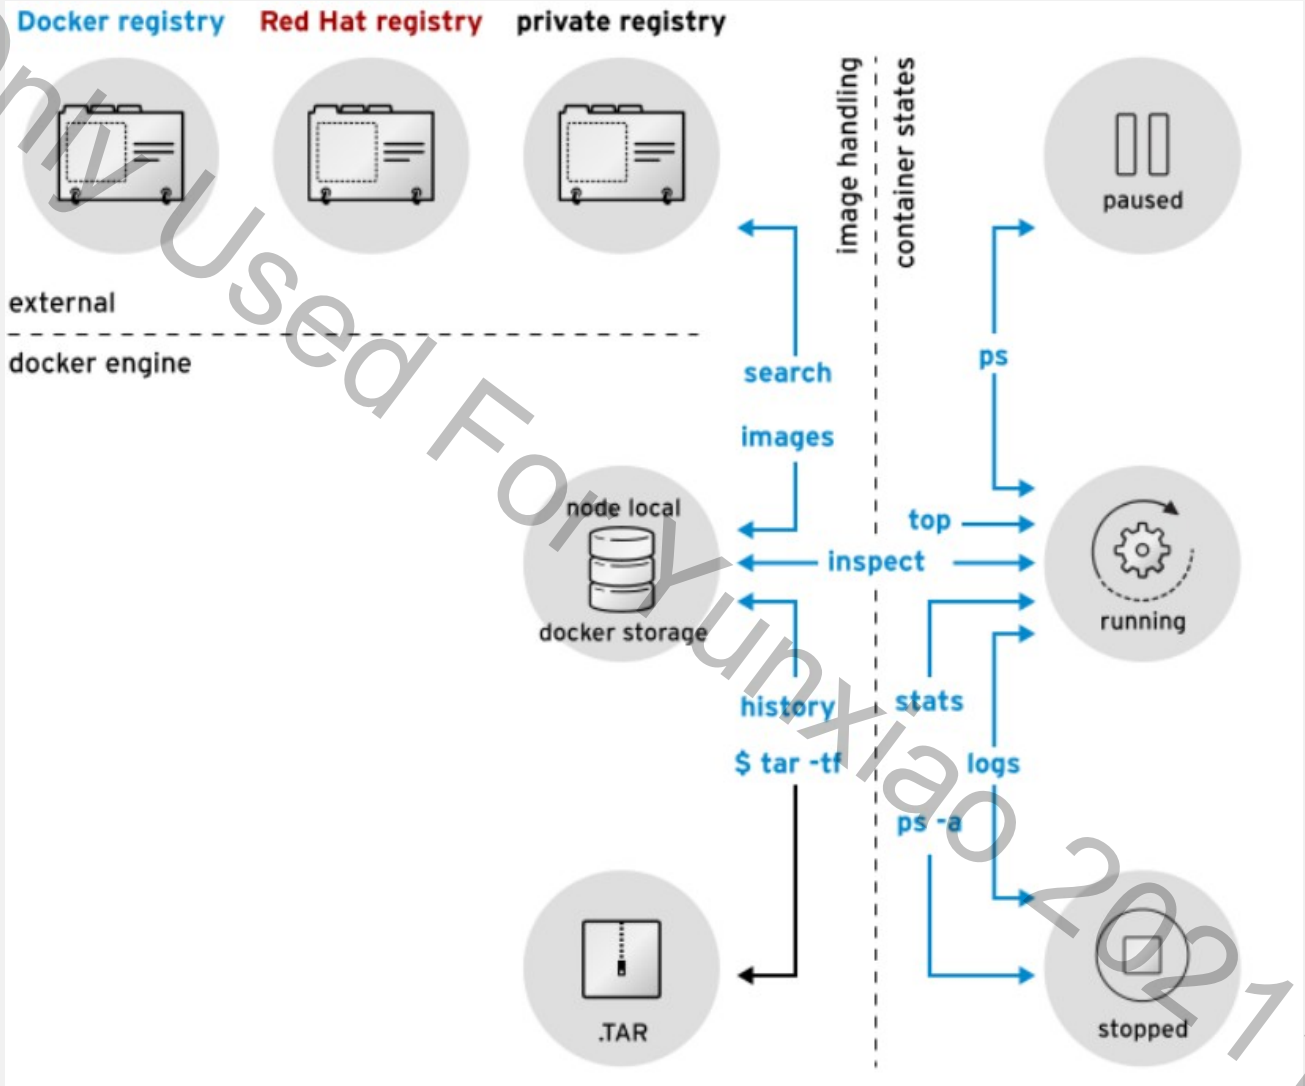 Docker registry
Red Hat registry
private registry
image handling
container states
paused
external
docker engine
search
ps
images
node local
docker storage
top
inspect
running
history
stats
$ tar -tf
logs
ps -a
.TAR
stopped
Only Used For Yunxiao 2021